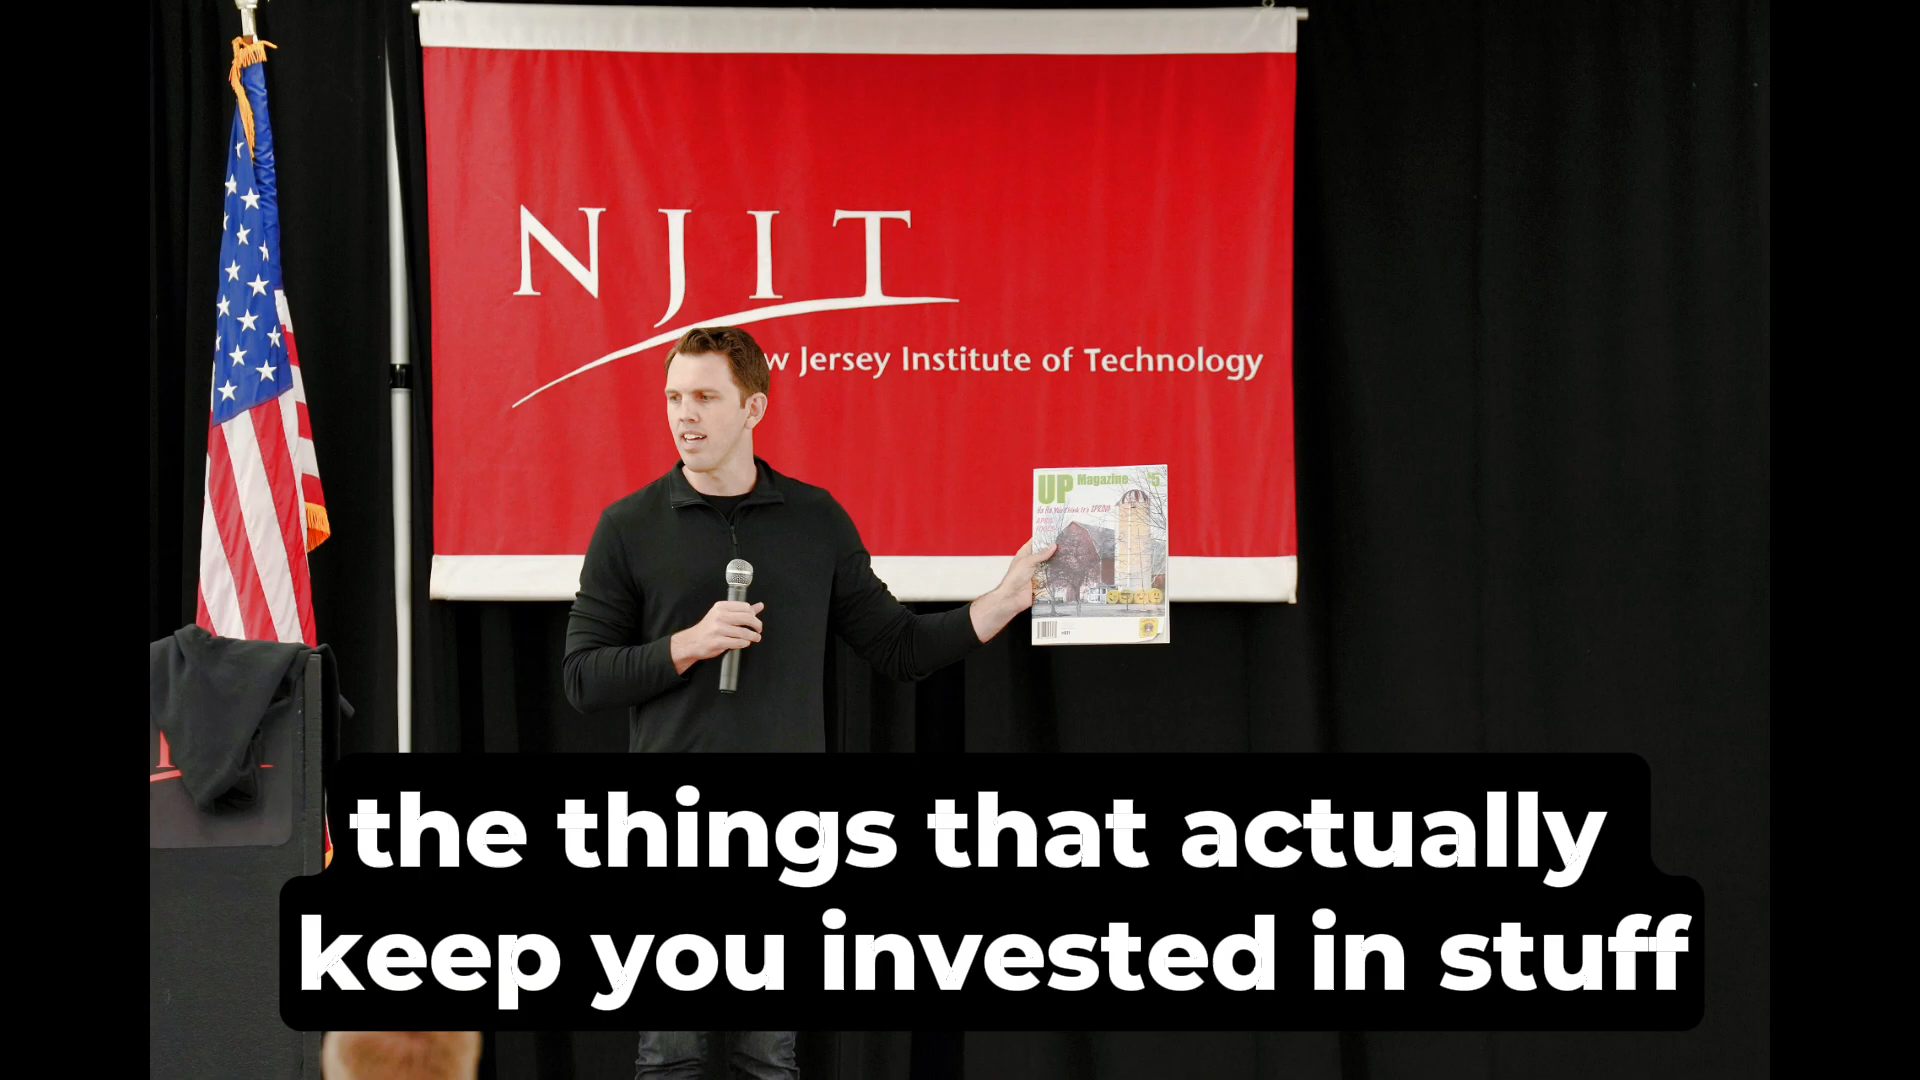 NJIT
w Jersey Institute of Technology
UP Magazine
the things that actually
keep you invested in stuff